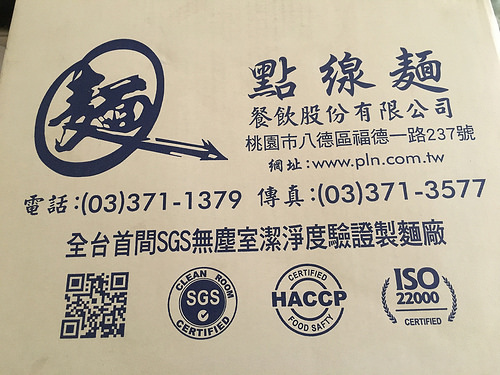 麵
點線麵
餐飲股份有限公司
桃園市八德區福德一路237號
網址:www.pln.com.tw
電話:(03)371-1379 傳真:(03)371-3577
全台首間SGS無塵室潔淨度驗證製麵廠
CLEAN ROOM
SGS
CERTIFIED
CERTIFIED
HACCP
FOOD SAFTY
ISO
22000
CERTIFIED